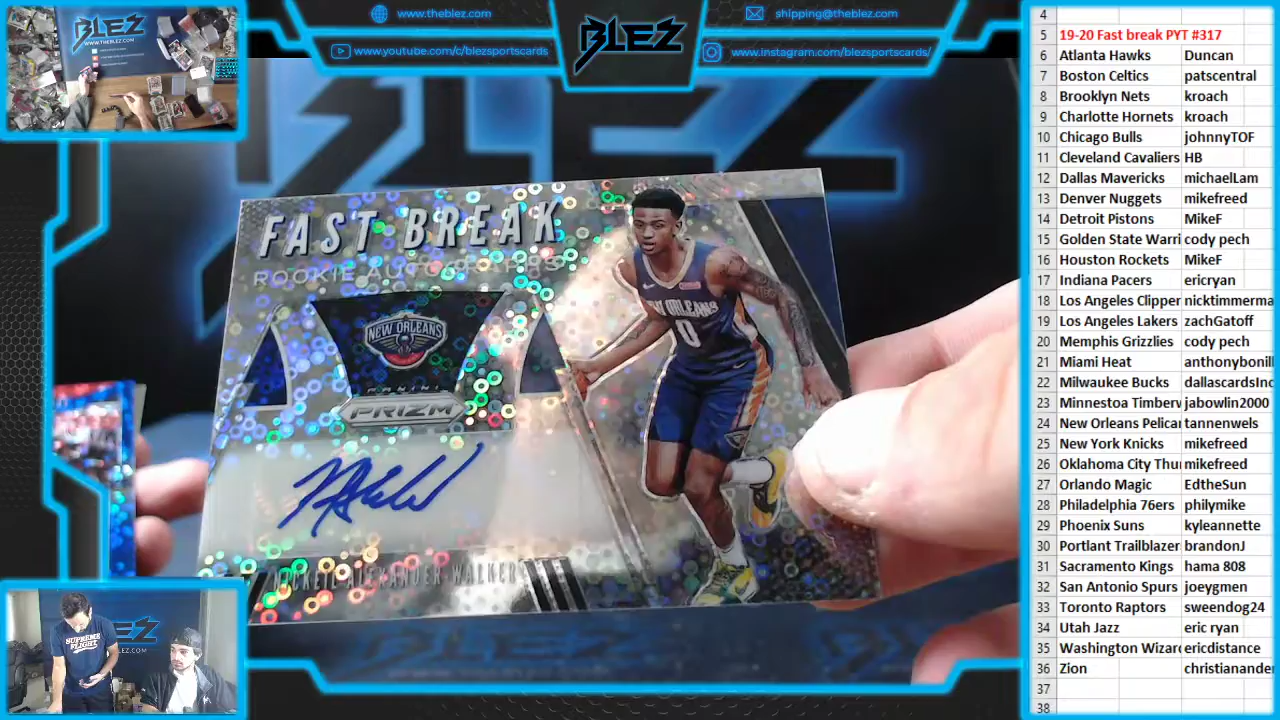 BLEZ
www.theblez.com
shipping@theblez.com
www.youtube.com/c/blezsportscards
www.instagram.com/blezsportscards/
BLEZ
FAST BREAK
ROOKIE AUTOGRAPHS
NEW ORLEANS
PANINI
PRIZM
NEW ORLEANS
0
NICKEIL ALEXANDER-WALKER
SUPREME
FLIGHT
4
5 19-20 Fast break PYT #317
6 Atlanta Hawks Duncan
7 Boston Celtics patscentral
8 Brooklyn Nets kroach
9 Charlotte Hornets kroach
10 Chicago Bulls johnnyTOF
11 Cleveland Cavaliers HB
12 Dallas Mavericks michaelLam
13 Denver Nuggets mikefreed
14 Detroit Pistons MikeF
15 Golden State Warri cody pech
16 Houston Rockets MikeF
17 Indiana Pacers ericryan
18 Los Angeles Clipper nicktimmerma
19 Los Angeles Lakers zachGatoff
20 Memphis Grizzlies cody pech
21 Miami Heat anthonybonill
22 Milwaukee Bucks dallascardsInc
23 Minnestoa Timberv jabowlin2000
24 New Orleans Pelica tannenwels
25 New York Knicks mikefreed
26 Oklahoma City Thu mikefreed
27 Orlando Magic EdtheSun
28 Philadelphia 76ers philymike
29 Phoenix Suns kyleannette
30 Portlant Trailblazer brandonJ
31 Sacramento Kings hama 808
32 San Antonio Spurs joeygmen
33 Toronto Raptors sweendog24
34 Utah Jazz eric ryan
35 Washington Wizard ericdistance
36 Zion christianande
37
38